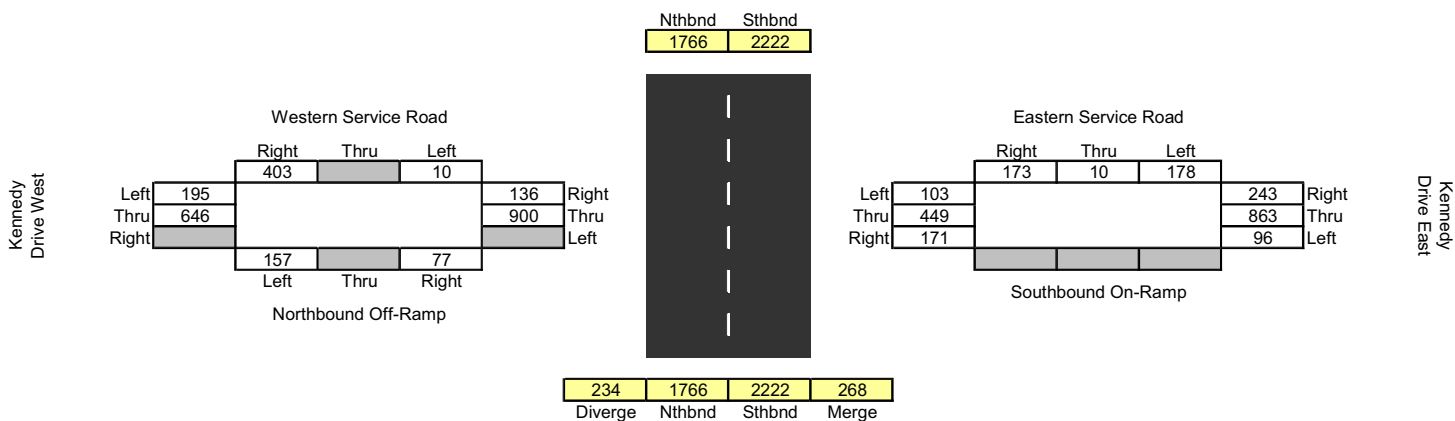 Nthbnd Sthbnd
1766 2222
Western Service Road
Eastern Service Road
Right Thru Left
403 10
Right Thru Left
173 10 178
Kennedy
Drive West
Left 195
Thru 646
Right
136 Right
900 Thru
Left
157 77
Left Thru Right
Northbound Off-Ramp
Left 103
Thru 449
Right 171
243 Right
863 Thru
96 Left
Kennedy
Drive East
Southbound On-Ramp
234 1766 2222 268
Diverge Nthbnd Sthbnd Merge